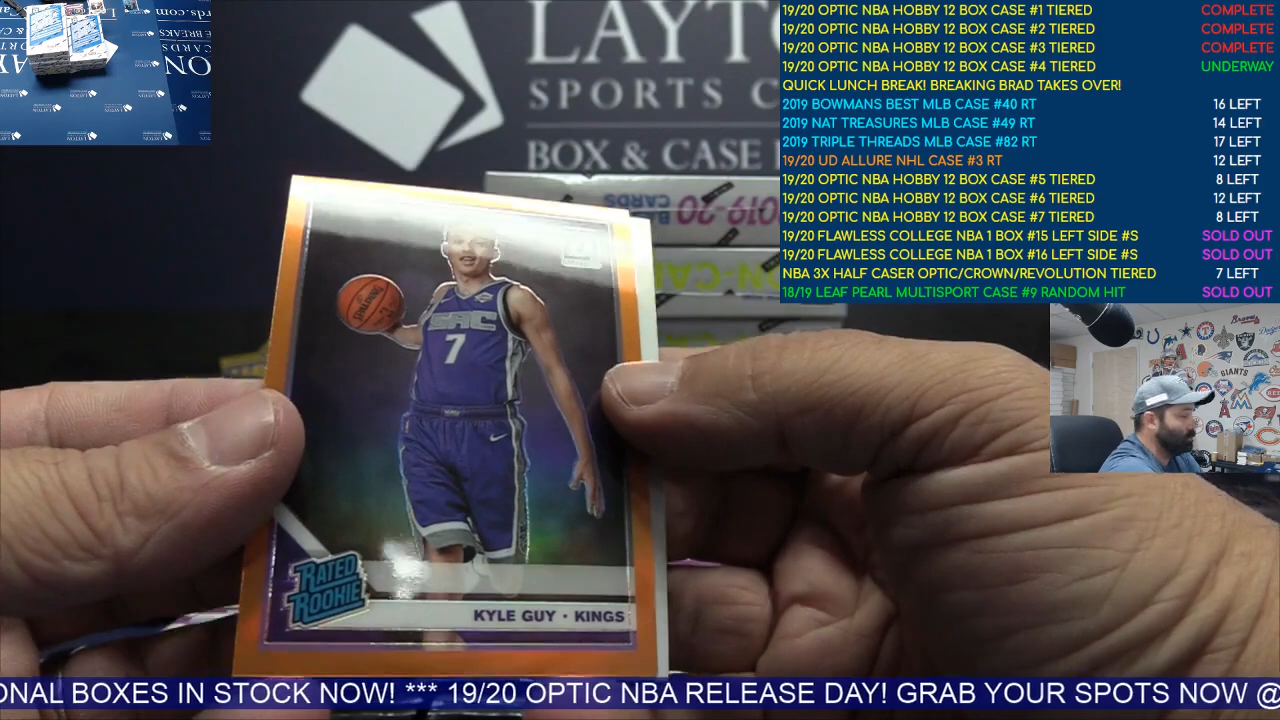 LAYTO
SPORTS C
BOX & CASE
2019-20
SAC
7
SPALDING
RATED
ROOKIE
KYLE GUY • KINGS
19/20 OPTIC NBA HOBBY 12 BOX CASE #1 TIERED COMPLETE
19/20 OPTIC NBA HOBBY 12 BOX CASE #2 TIERED COMPLETE
19/20 OPTIC NBA HOBBY 12 BOX CASE #3 TIERED COMPLETE
19/20 OPTIC NBA HOBBY 12 BOX CASE #4 TIERED UNDERWAY
QUICK LUNCH BREAK! BREAKING BRAD TAKES OVER!
2019 BOWMANS BEST MLB CASE #40 RT 16 LEFT
2019 NAT TREASURES MLB CASE #49 RT 14 LEFT
2019 TRIPLE THREADS MLB CASE #82 RT 17 LEFT
19/20 UD ALLURE NHL CASE #3 RT 12 LEFT
19/20 OPTIC NBA HOBBY 12 BOX CASE #5 TIERED 8 LEFT
19/20 OPTIC NBA HOBBY 12 BOX CASE #6 TIERED 12 LEFT
19/20 OPTIC NBA HOBBY 12 BOX CASE #7 TIERED 8 LEFT
19/20 FLAWLESS COLLEGE NBA 1 BOX #15 LEFT SIDE #S SOLD OUT
19/20 FLAWLESS COLLEGE NBA 1 BOX #16 LEFT SIDE #S SOLD OUT
NBA 3X HALF CASER OPTIC/CROWN/REVOLUTION TIERED 7 LEFT
18/19 LEAF PEARL MULTISPORT CASE #9 RANDOM HIT SOLD OUT
Braves
GIANTS
ONAL BOXES IN STOCK NOW! *** 19/20 OPTIC NBA RELEASE DAY! GRAB YOUR SPOTS NOW @